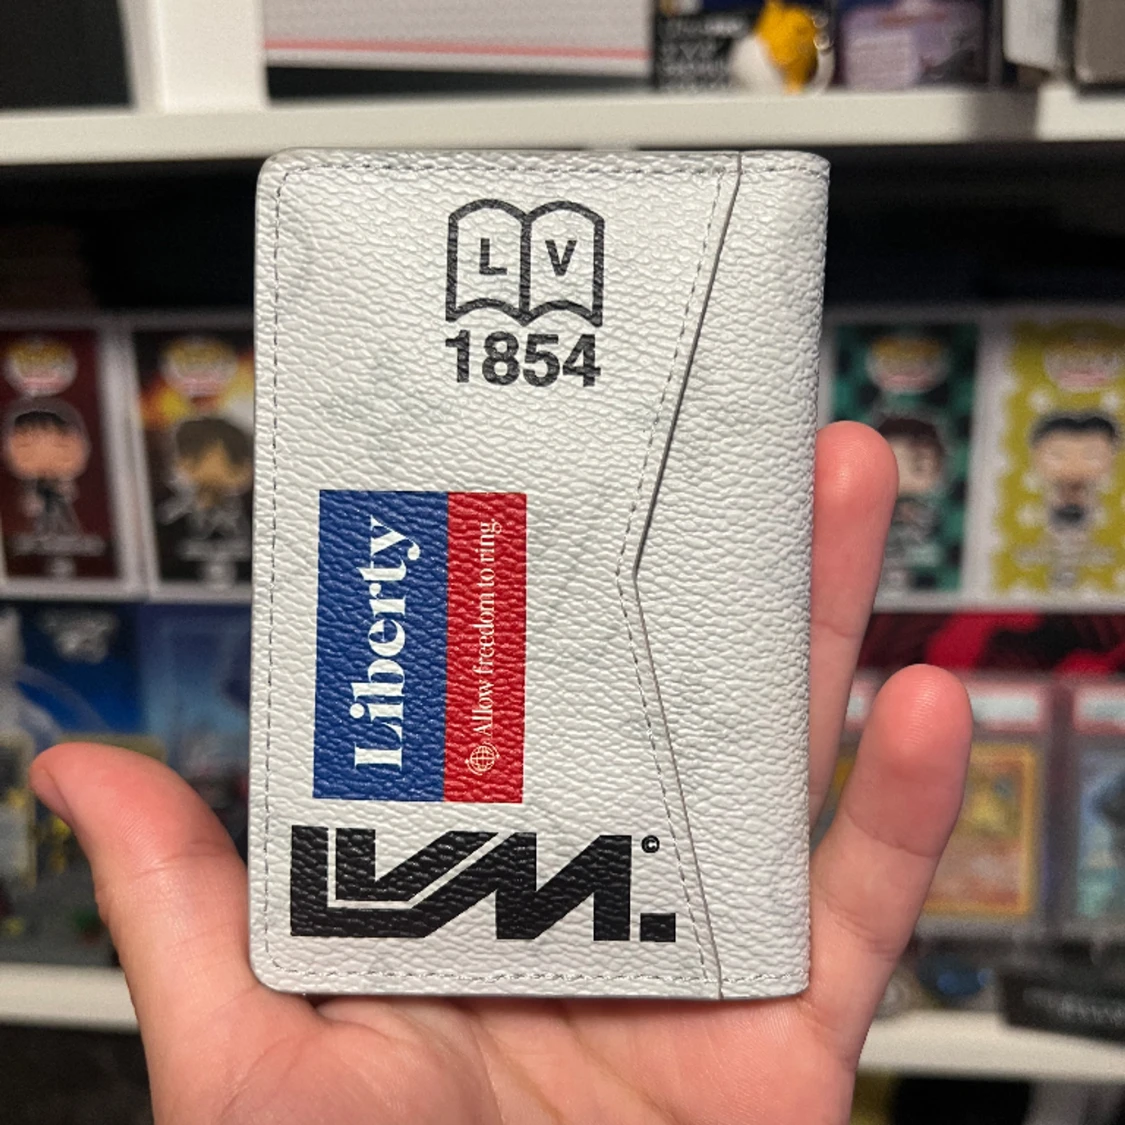 L V
1854
Liberty
Allow freedom to ring.
LVM.©